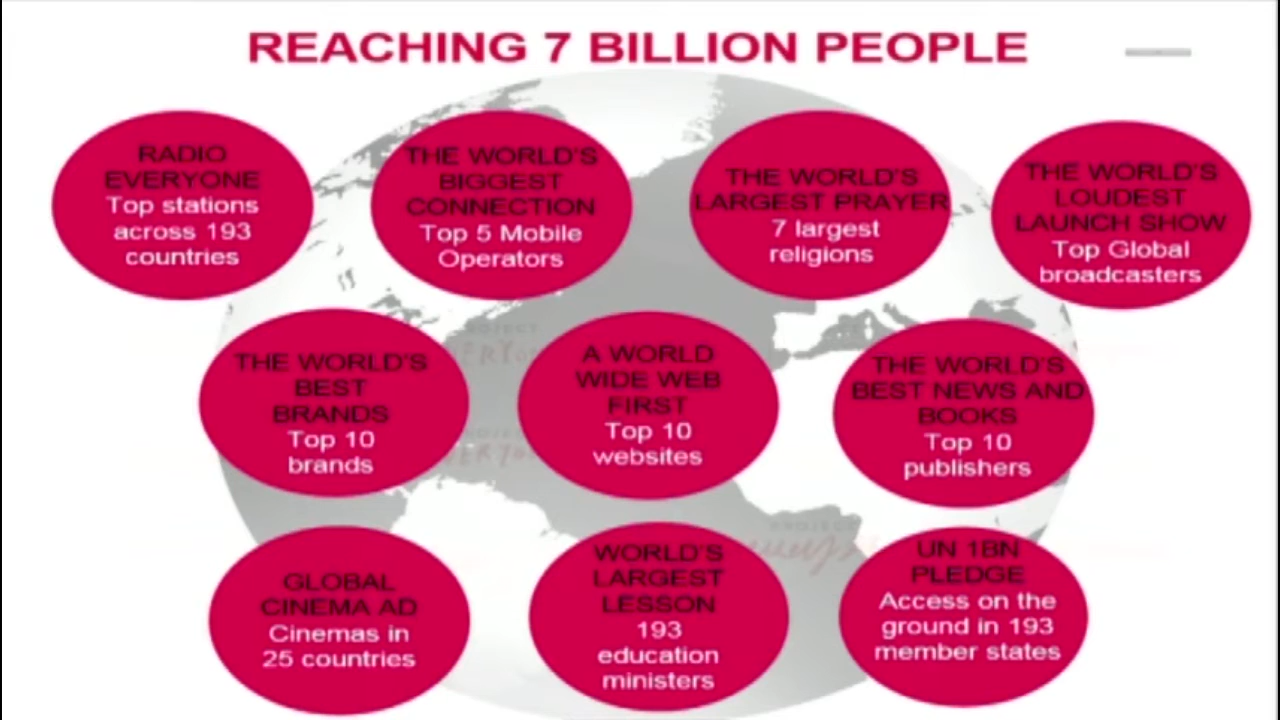 REACHING 7 BILLION PEOPLE
RADIO
EVERYONE
Top stations
across 193
countries
THE WORLD'S
BIGGEST
CONNECTION
Top 5 Mobile
Operators
THE WORLD'S
LARGEST PRAYER
7 largest
religions
THE WORLD'S
LOUDEST
LAUNCH SHOW
Top Global
broadcasters
THE WORLD'S
BEST
BRANDS
Top 10
brands
A WORLD
WIDE WEB
FIRST
Top 10
websites
THE WORLD'S
BEST NEWS AND
BOOKS
Top 10
publishers
GLOBAL
CINEMA AD
Cinemas in
25 countries
WORLD'S
LARGEST
LESSON
193
education
ministers
UN 1BN
PLEDGE
Access on the
ground in 193
member states
PROJECT